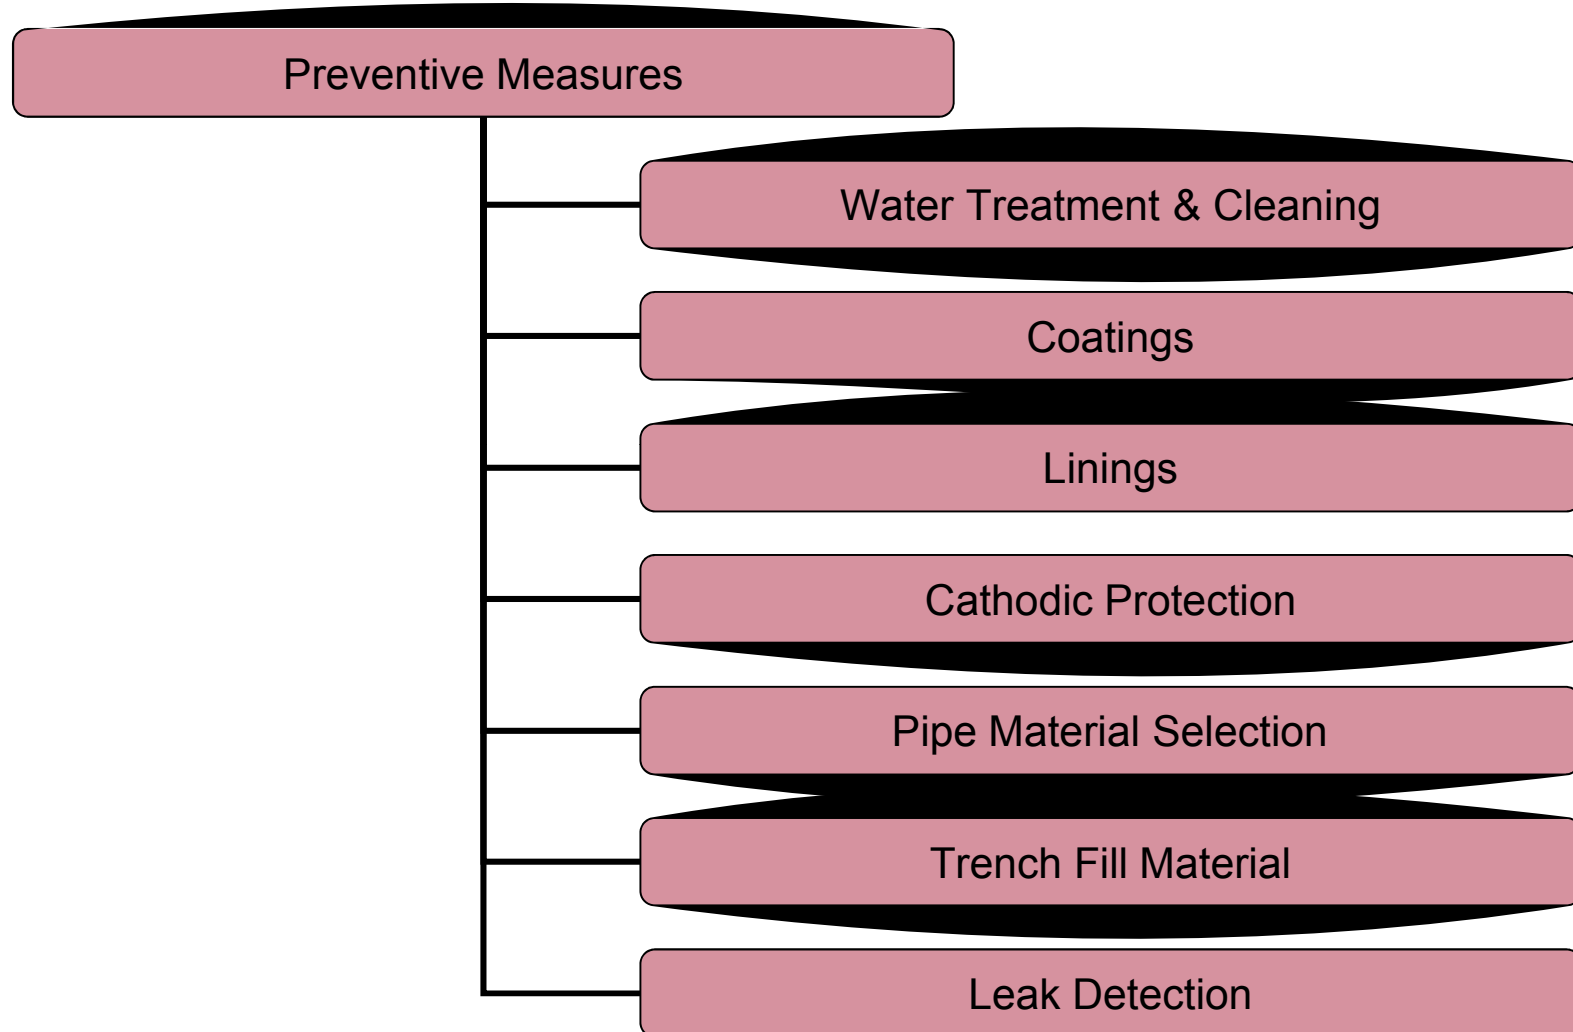 Preventive Measures
Water Treatment & Cleaning
Coatings
Linings
Cathodic Protection
Pipe Material Selection
Trench Fill Material
Leak Detection